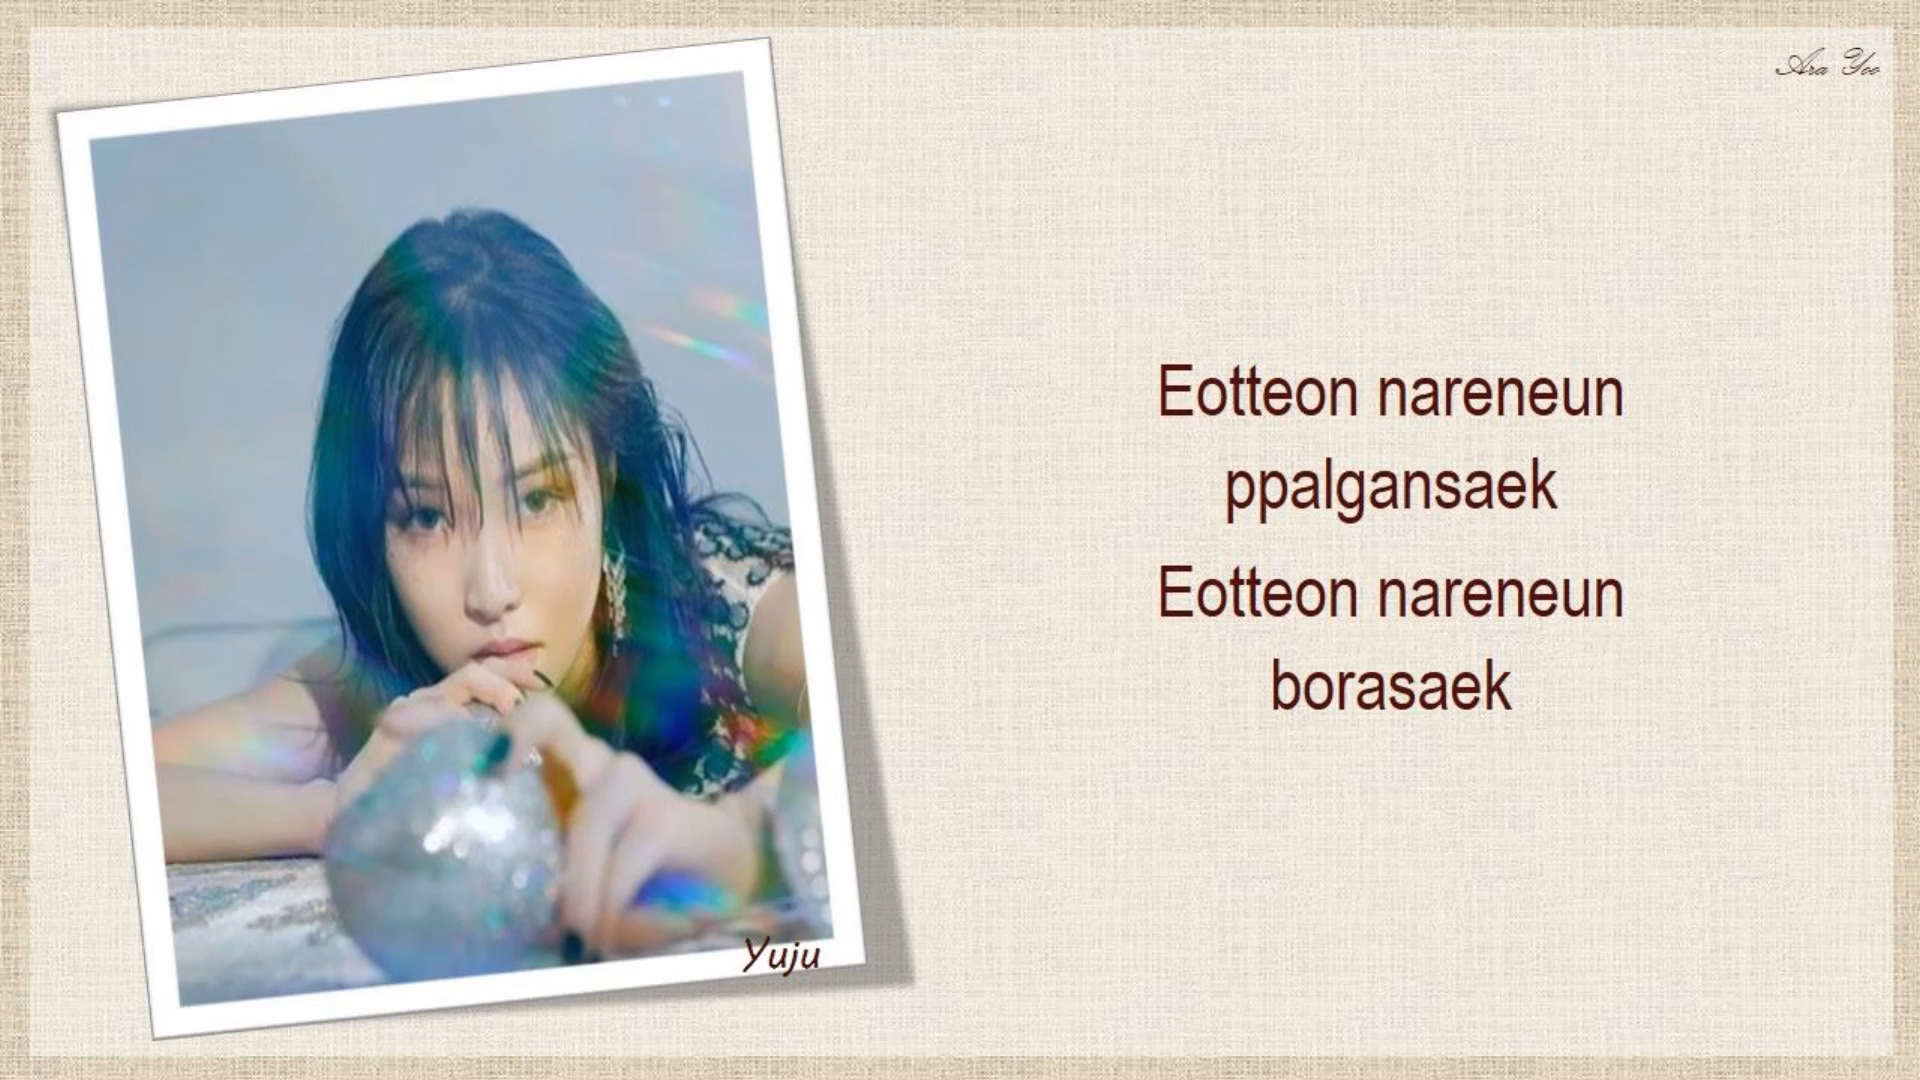 Ara Yoo
Eotteon nareneun
ppalgansaek
Eotteon nareneun
borasaek
Yuju